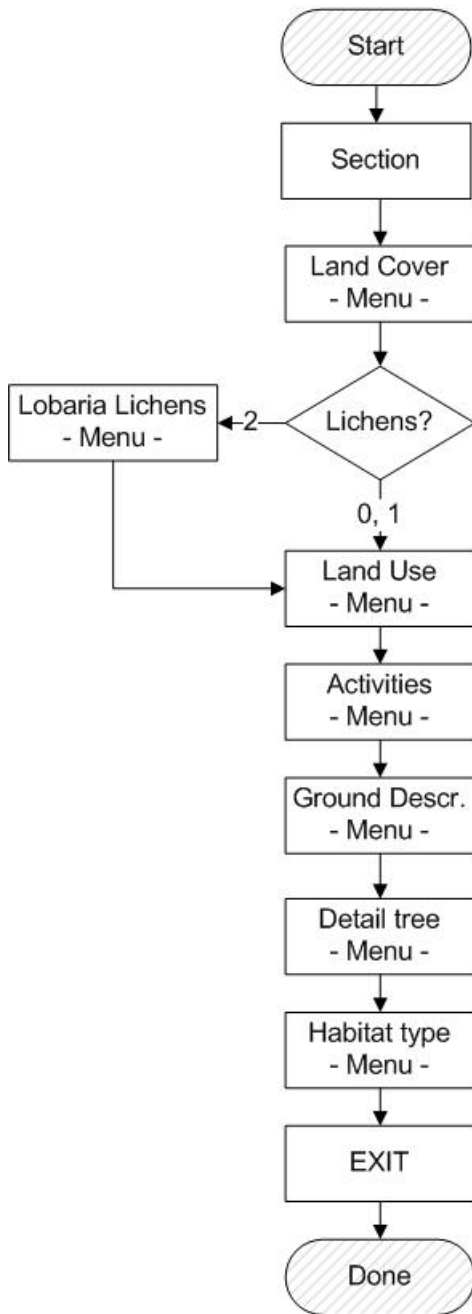 Start
Section
Land Cover
- Menu -
Lichens?
2
Lobaria Lichens
- Menu -
0, 1
Land Use
- Menu -
Activities
- Menu -
Ground Descr.
- Menu -
Detail tree
- Menu -
Habitat type
- Menu -
EXIT
Done